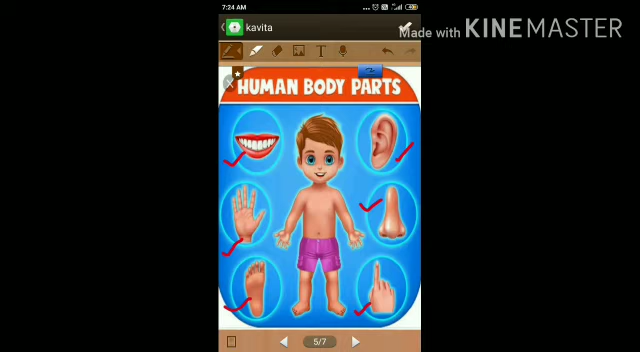 7:24 AM
kavita
Made with KINEMASTER
T
HUMAN BODY PARTS
5/7